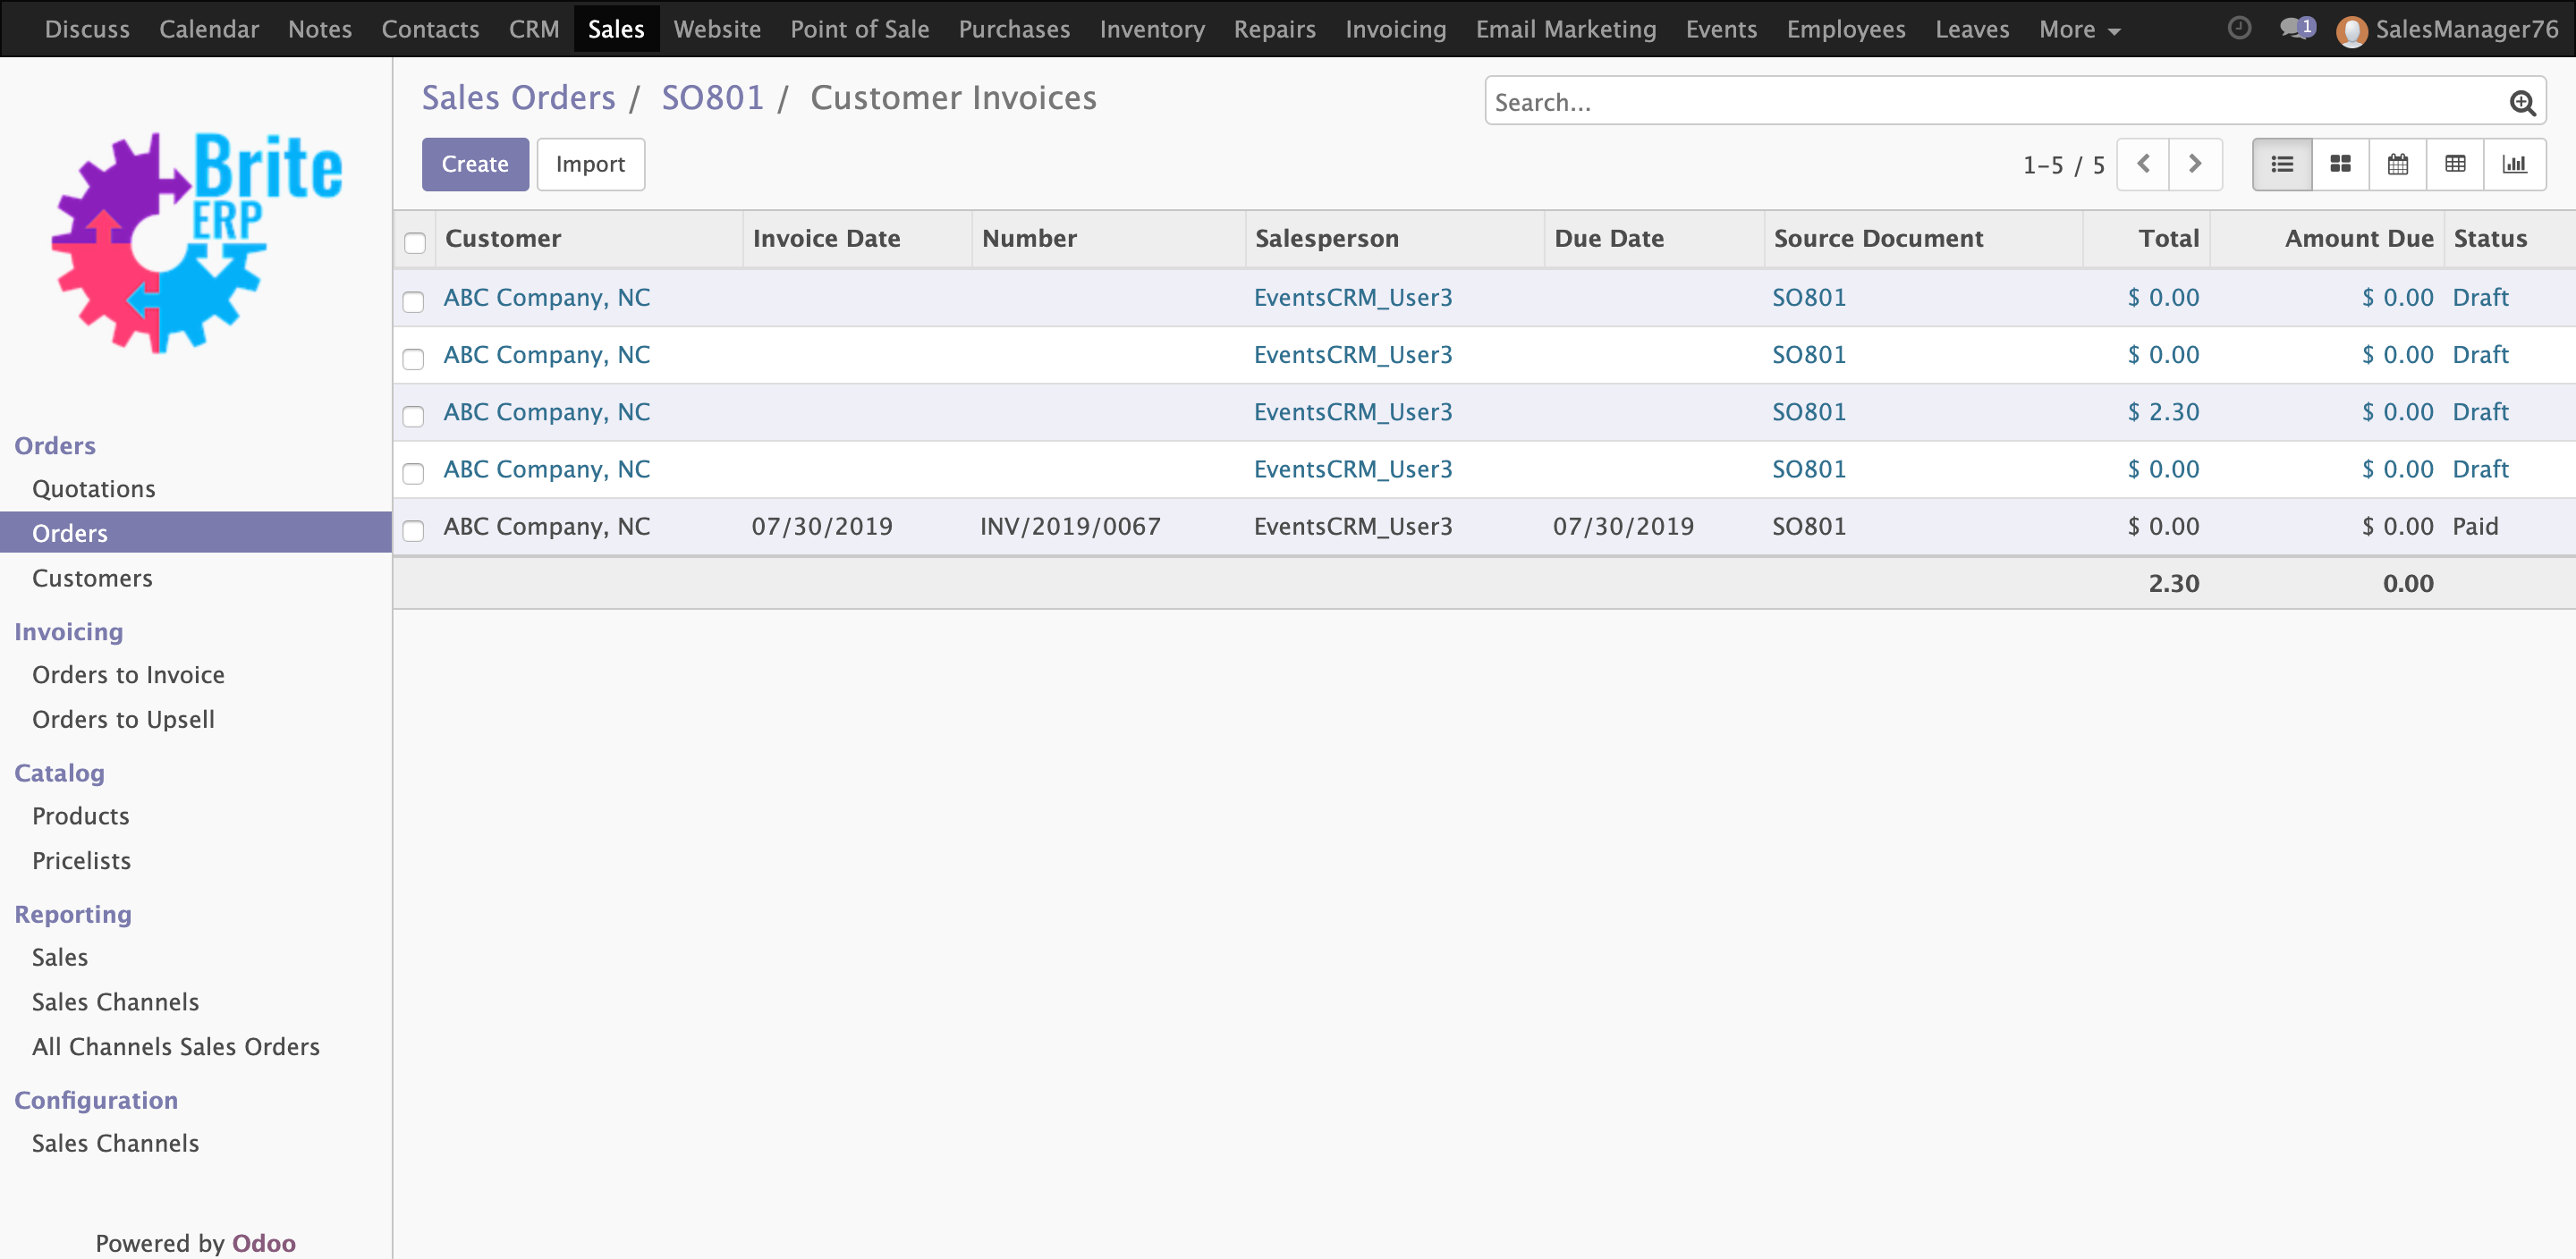 Discuss Calendar Notes Contacts CRM Sales Website Point of Sale Purchases Inventory Repairs Invoicing Email Marketing Events Employees Leaves More 1 SalesManager76
Brite
ERP
Orders
Quotations
Orders
Customers
Invoicing
Orders to Invoice
Orders to Upsell
Catalog
Products
Pricelists
Reporting
Sales
Sales Channels
All Channels Sales Orders
Configuration
Sales Channels
Powered by Odoo
Sales Orders / SO801 / Customer Invoices
Search...
Create Import
1-5 / 5
Customer Invoice Date Number Salesperson Due Date Source Document Total Amount Due Status
ABC Company, NC EventsCRM_User3 SO801 $ 0.00 $ 0.00 Draft
ABC Company, NC EventsCRM_User3 SO801 $ 0.00 $ 0.00 Draft
ABC Company, NC EventsCRM_User3 SO801 $ 2.30 $ 0.00 Draft
ABC Company, NC EventsCRM_User3 SO801 $ 0.00 $ 0.00 Draft
ABC Company, NC 07/30/2019 INV/2019/0067 EventsCRM_User3 07/30/2019 SO801 $ 0.00 $ 0.00 Paid
2.30 0.00